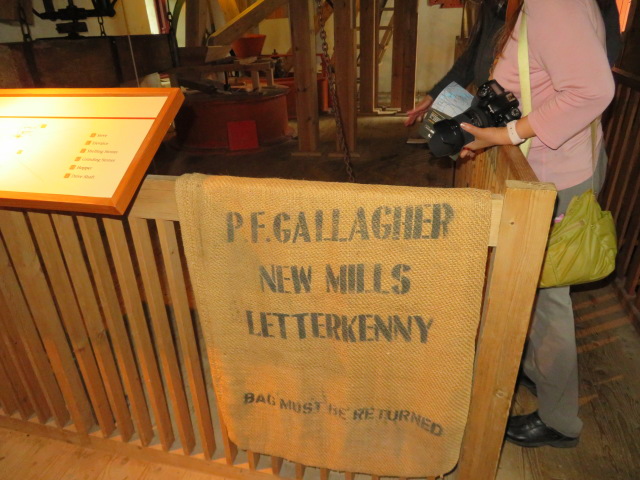 P.F.GALLAGHER
NEW MILLS
LETTERKENNY
BAG MUST BE RETURNED